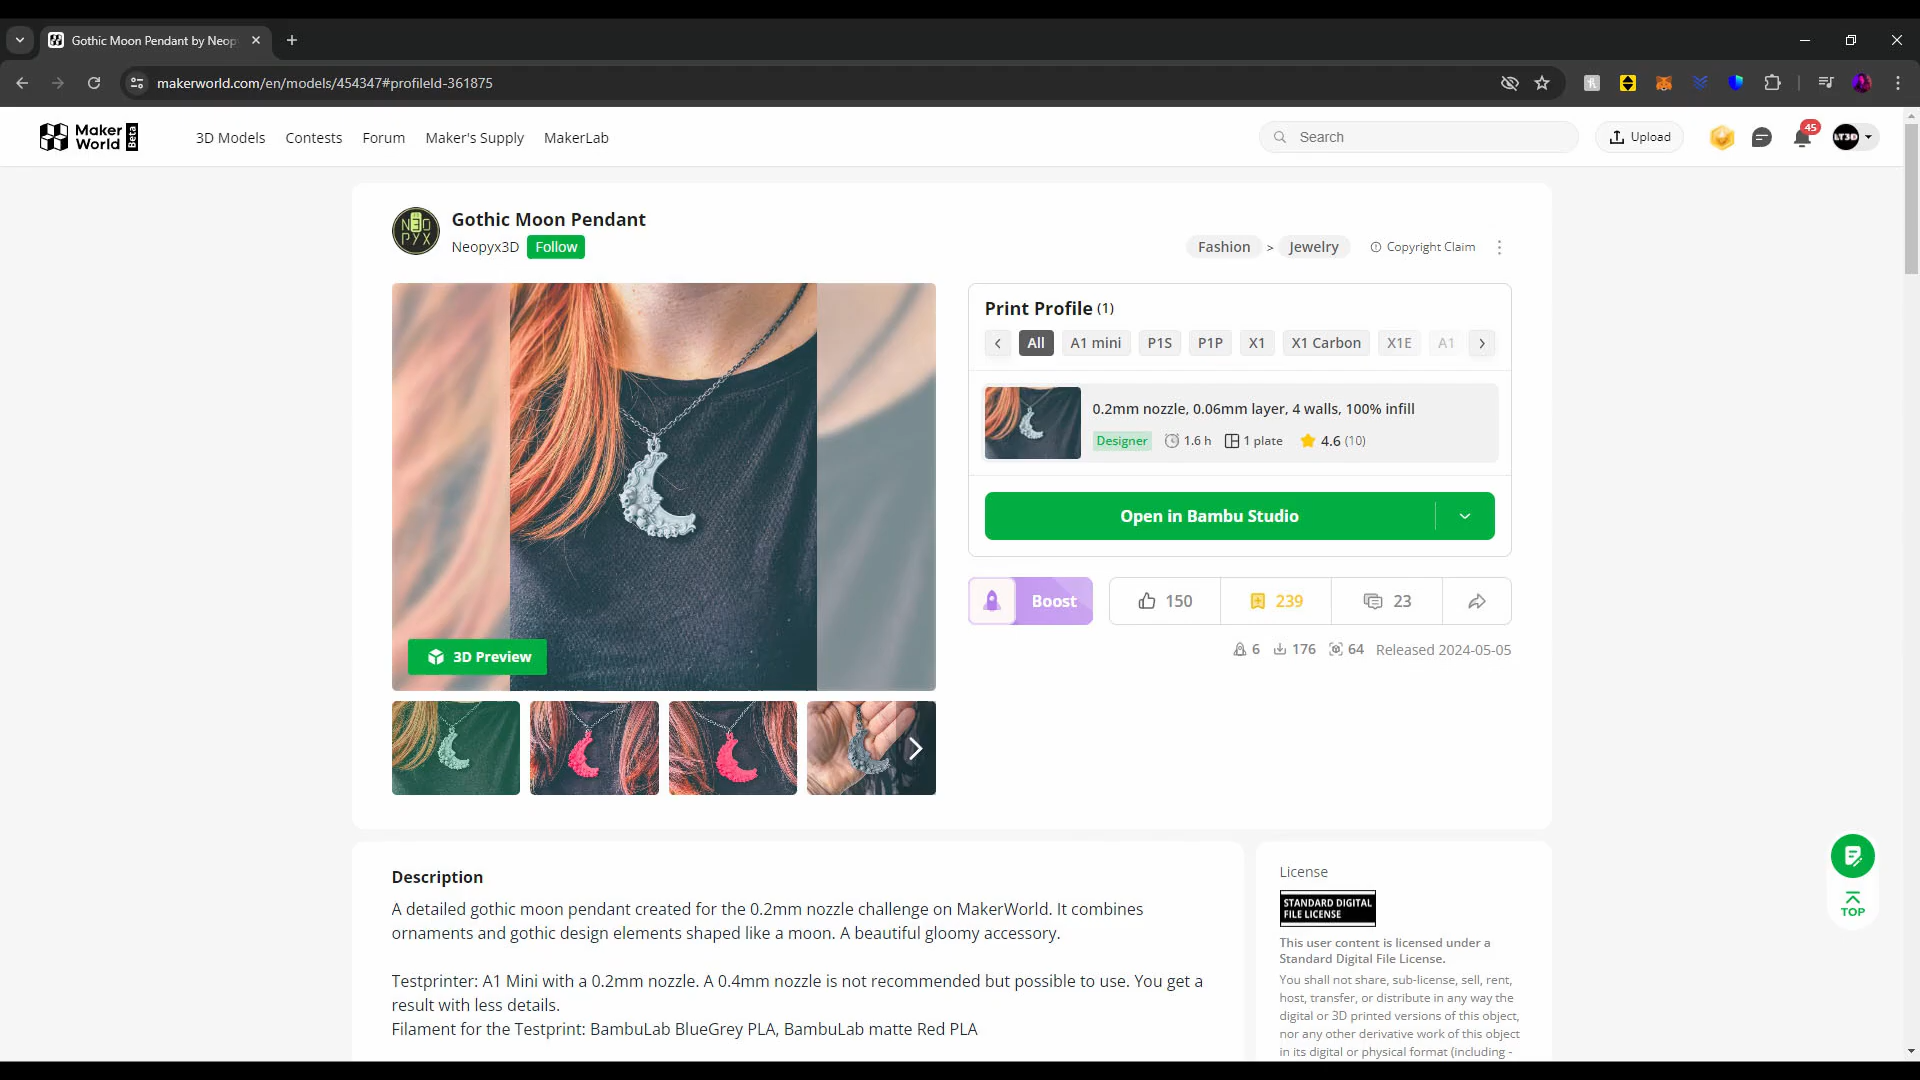 Gothic Moon Pendant by Neop
makerworld.com/en/models/454347#profileId-361875
Maker World Beta
3D Models
Contests
Forum
Maker's Supply
MakerLab
Search
Upload
45
LT3D
NEO PYX
Gothic Moon Pendant
Neopyx3D
Follow
Fashion > Jewelry
Copyright Claim
Print Profile (1)
All
A1 mini
P1S
P1P
X1
X1 Carbon
X1E
A1
0.2mm nozzle, 0.06mm layer, 4 walls, 100% infill
Designer
1.6 h
1 plate
4.6 (10)
Open in Bambu Studio
3D Preview
Boost
150
239
23
6
176
64
Released 2024-05-05
Description
A detailed gothic moon pendant created for the 0.2mm nozzle challenge on MakerWorld. It combines
ornaments and gothic design elements shaped like a moon. A beautiful gloomy accessory.
Testprinter: A1 Mini with a 0.2mm nozzle. A 0.4mm nozzle is not recommended but possible to use. You get a
result with less details.
Filament for the Testprint: BambuLab BlueGrey PLA, BambuLab matte Red PLA
License
STANDARD DIGITAL
FILE LICENSE
This user content is licensed under a
Standard Digital File License.
You shall not share, sub-license, sell, rent,
host, transfer, or distribute in any way the
digital or 3D printed versions of this object,
nor any other derivative work of this object
in its digital or physical format (including -
TOP